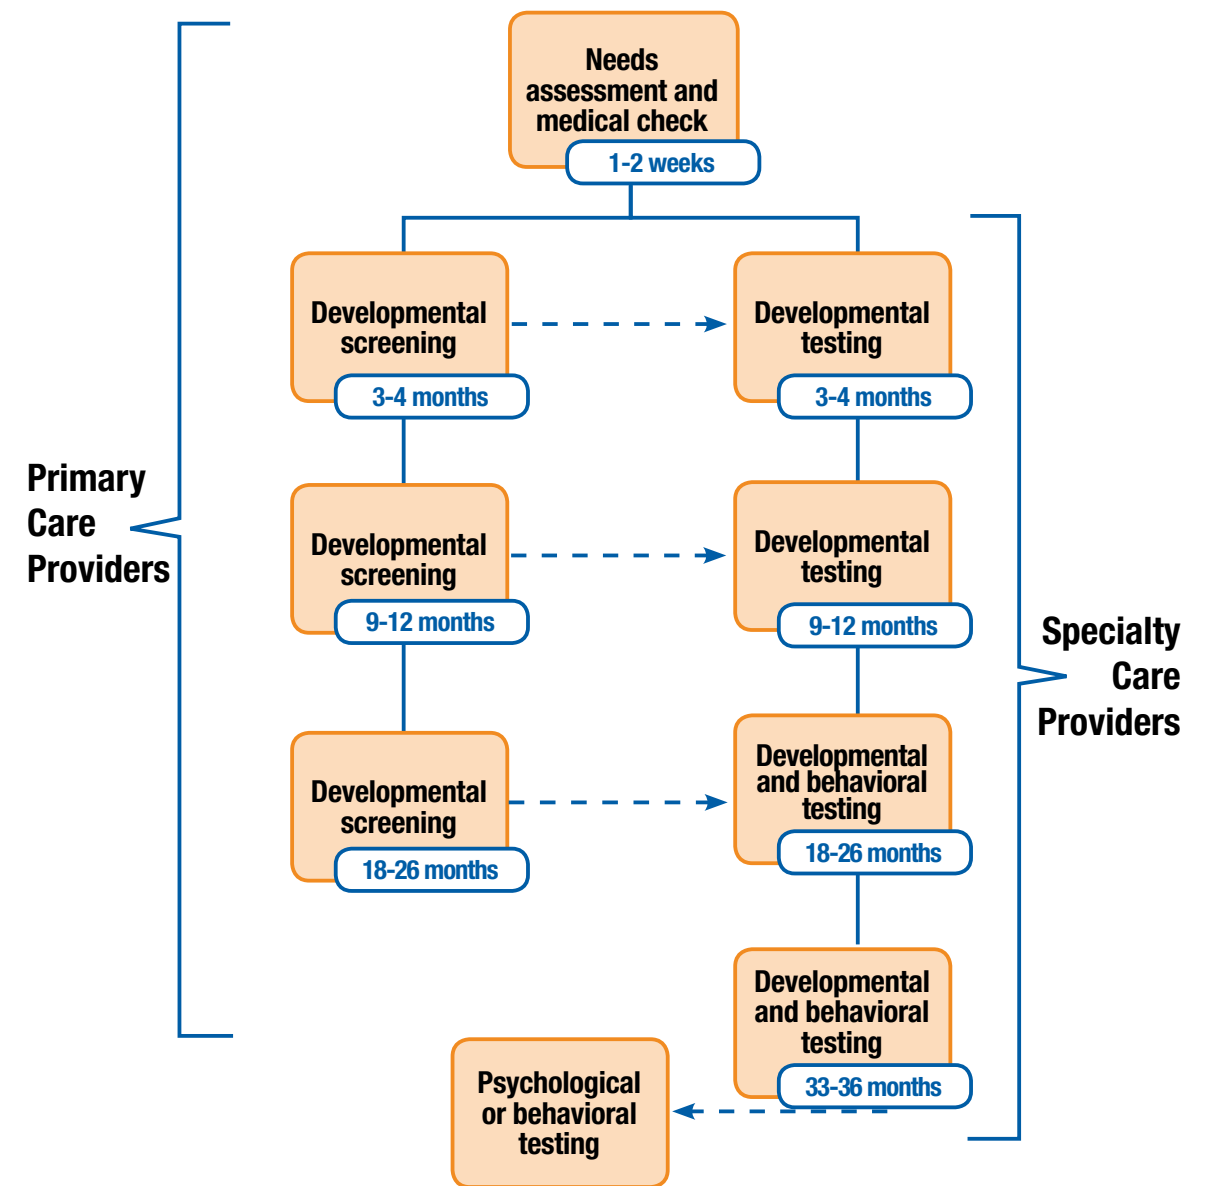 Needs
assessment and
medical check
1-2 weeks
Developmental
screening
3-4 months
Developmental
testing
3-4 months
Primary
Care
Providers
Developmental
screening
9-12 months
Developmental
testing
9-12 months
Specialty
Care
Providers
Developmental
screening
18-26 months
Developmental
and behavioral
testing
18-26 months
Developmental
and behavioral
testing
33-36 months
Psychological
or behavioral
testing